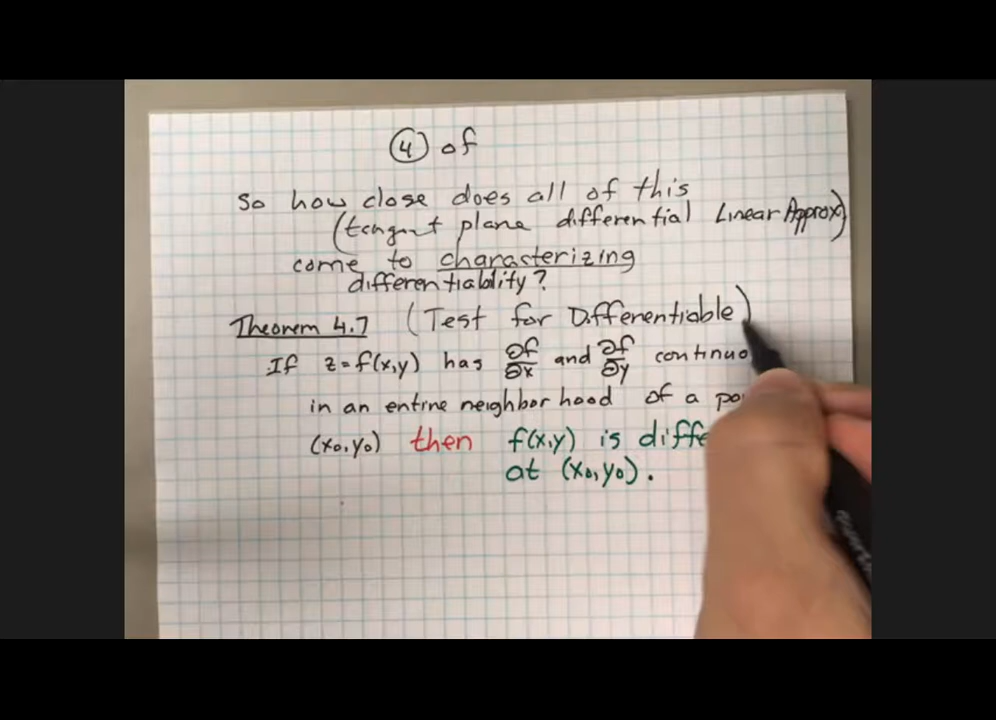 ④ of
So how close does all of this
(tangent plane differential Linear Approx)
come to characterizing
differentiability?
Theorem 4.7 (Test for Differentiable)
If z=f(x,y) has ∂f/∂x and ∂f/∂y continuo
in an entire neighborhood of a po
(x₀,y₀) then f(x,y) is diffe
at (x₀,y₀).